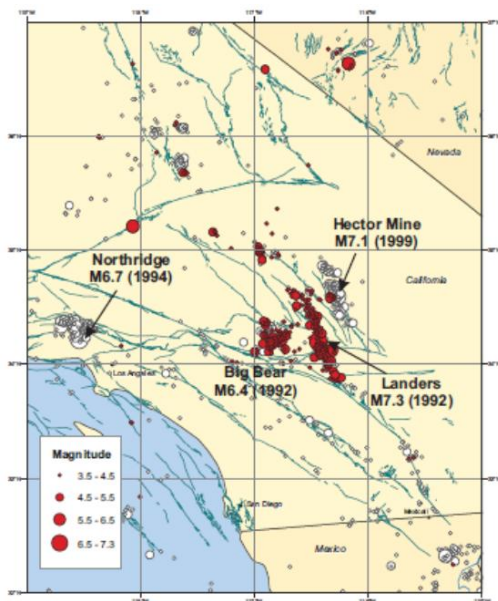 Nevada
Hector Mine
M7.1 (1999)
Northridge
M6.7 (1994)
California
Los Angeles
Big Bear
M6.4 (1992)
Landers
M7.3 (1992)
Magnitude
3.5 - 4.5
4.5 - 5.5
5.5 - 6.5
6.5 - 7.3
San Diego
Mexicali
Mexico